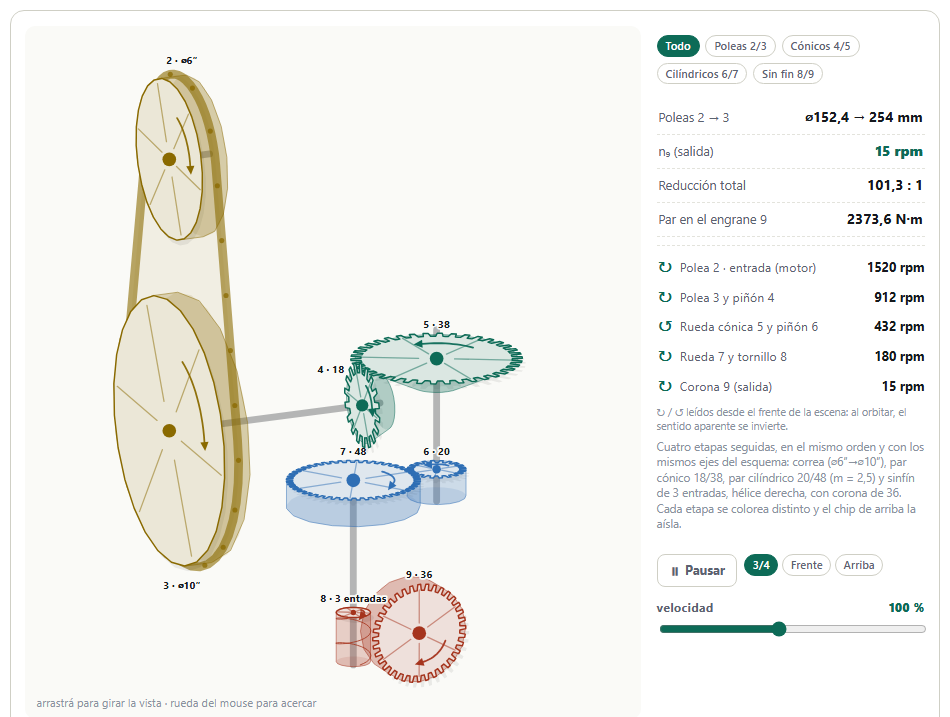 2 · ø6″
3 · ø10″
4 · 18
5 · 38
7 · 48
6 · 20
8 · 3 entradas
9 · 36
arrastrá para girar la vista · rueda del mouse para acercar
Todo
Poleas 2/3
Cónicos 4/5
Cilíndricos 6/7
Sin fin 8/9
Poleas 2 → 3 ø152,4 → 254 mm
n₉ (salida) 15 rpm
Reducción total 101,3 : 1
Par en el engrane 9 2373,6 N·m
↻ Polea 2 · entrada (motor) 1520 rpm
↻ Polea 3 y piñón 4 912 rpm
↺ Rueda cónica 5 y piñón 6 432 rpm
↻ Rueda 7 y tornillo 8 180 rpm
↻ Corona 9 (salida) 15 rpm
↻ / ↺ leídos desde el frente de la escena: al orbitar, el
sentido aparente se invierte.
Cuatro etapas seguidas, en el mismo orden y con los
mismos ejes del esquema: correa (ø6″→ø10″), par
cónico 18/38, par cilíndrico 20/48 (m = 2,5) y sinfín
de 3 entradas, hélice derecha, con corona de 36.
Cada etapa se colorea distinto y el chip de arriba la
aísla.
⏸ Pausar
3/4
Frente
Arriba
velocidad 100 %